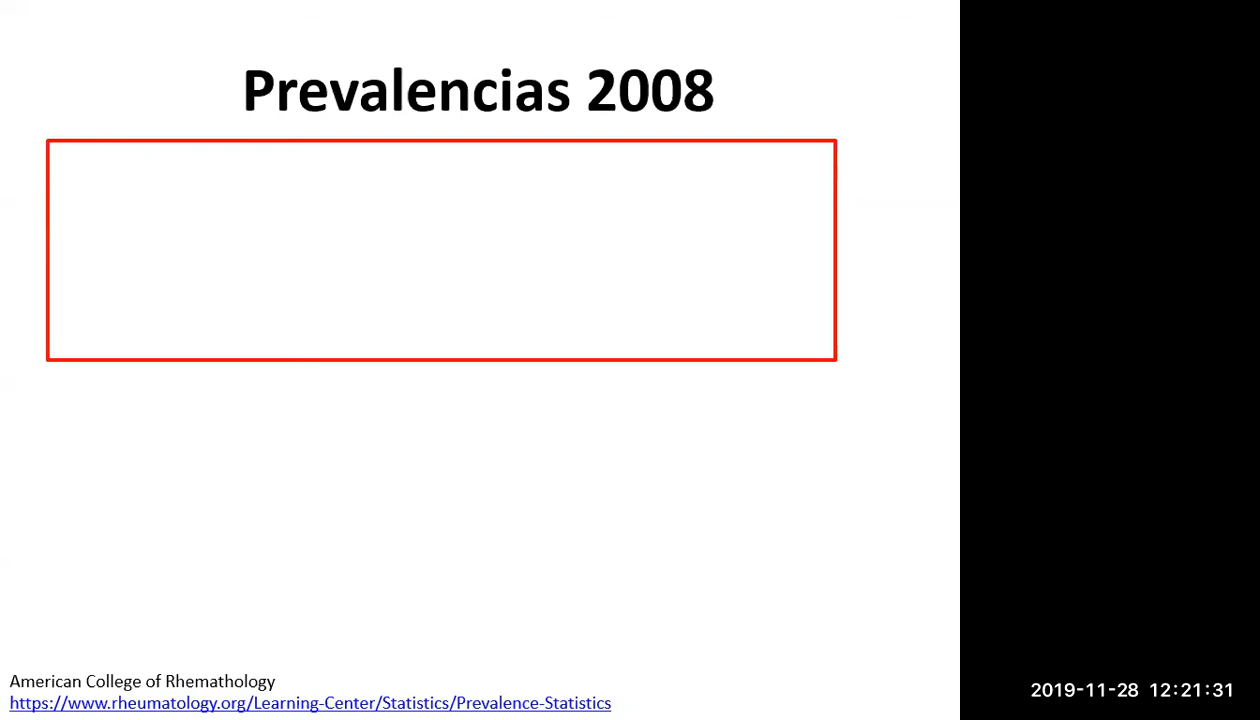 Prevalencias 2008
American College of Rhemathology
https://www.rheumatology.org/Learning-Center/Statistics/Prevalence-Statistics
2019-11-28 12:21:31